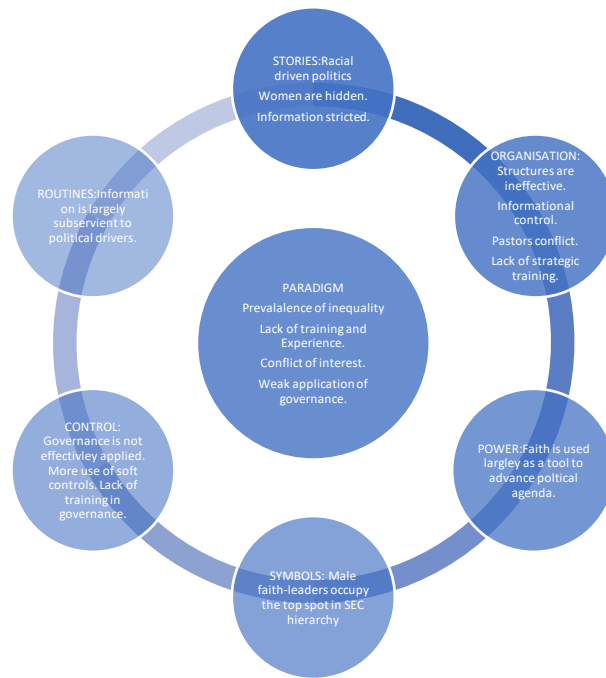 STORIES:Racial
driven politics
Women are hidden.
Information stricted.
ORGANISATION:
Structures are
ineffective.
Informational
control.
Pastors conflict.
Lack of strategic
training.
POWER:Faith is used
largley as a tool to
advance poltical
agenda.
SYMBOLS: Male
faith-leaders occupy
the top spot in SEC
hierarchy
CONTROL:
Governance is not
effectivley applied.
More use of soft
controls. Lack of
training in
governance.
ROUTINES:Informati
on is largely
subservient to
political drivers.
PARADIGM
Prevalalence of inequality
Lack of training and
Experience.
Conflict of interest.
Weak application of
governance.